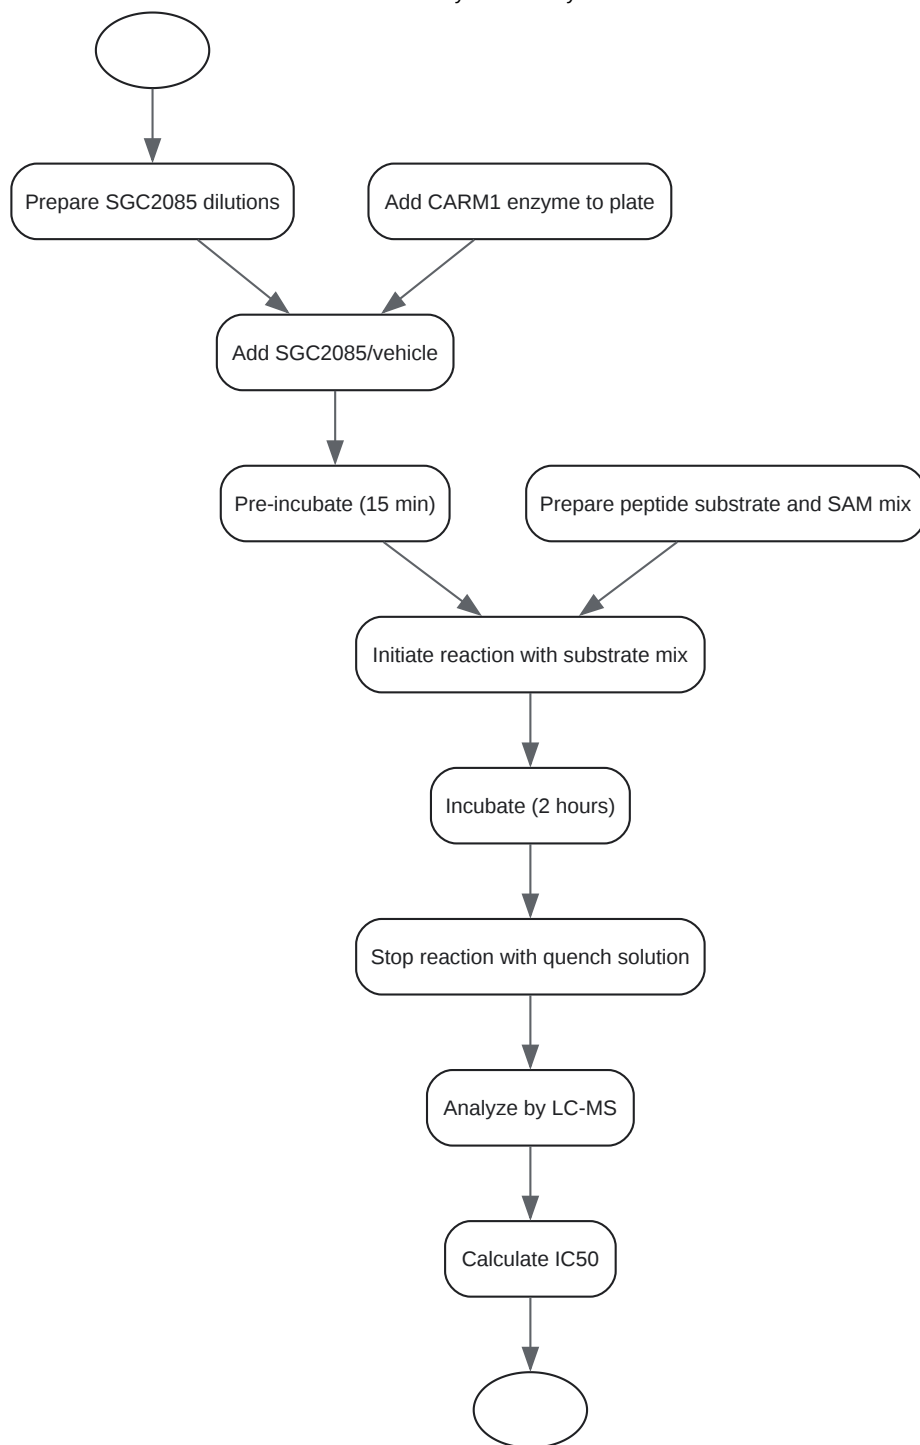 Prepare SGC2085 dilutions
Add CARM1 enzyme to plate
Add SGC2085/vehicle
Pre-incubate (15 min)
Prepare peptide substrate and SAM mix
Initiate reaction with substrate mix
Incubate (2 hours)
Stop reaction with quench solution
Analyze by LC-MS
Calculate IC50